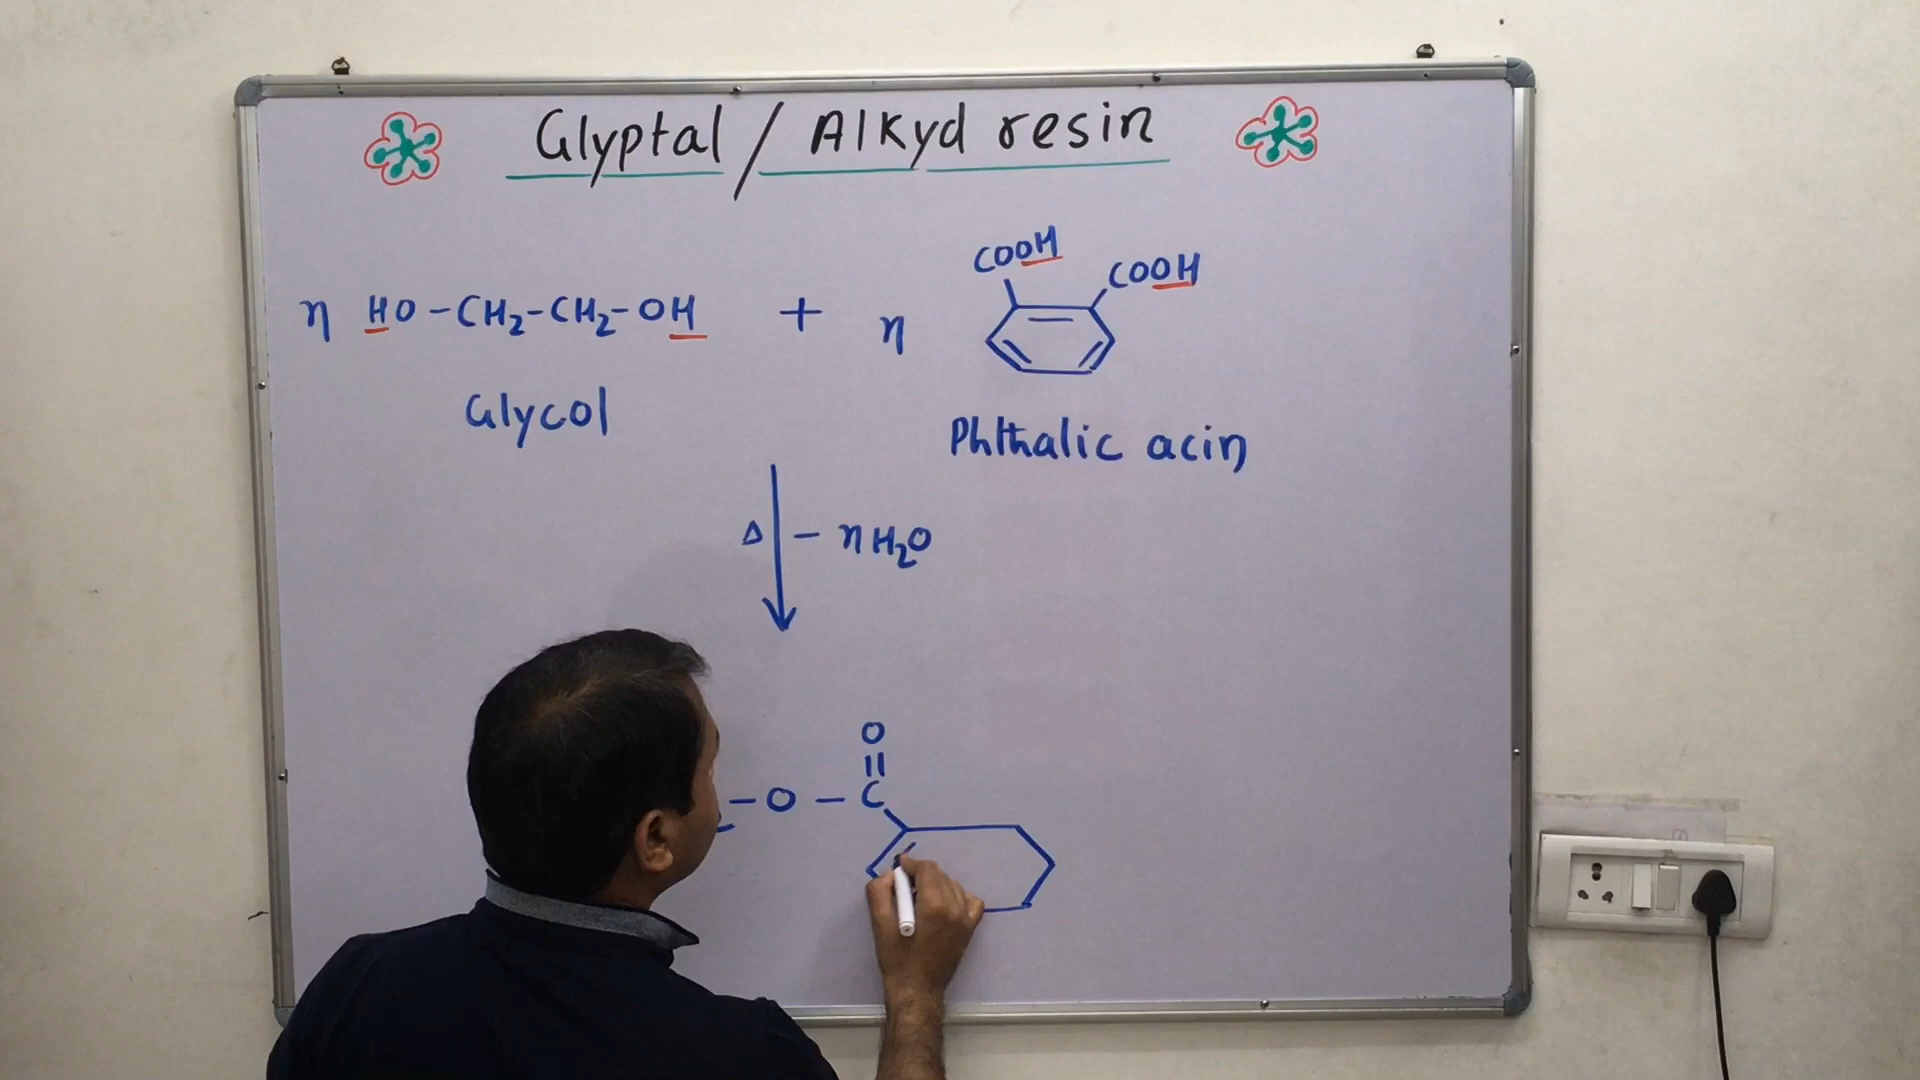 Glyptal / Alkyd resin
n HO-CH₂-CH₂-OH + n COOH COOH
Glycol
Phthalic acin
Δ - nH₂O
O
-O-C